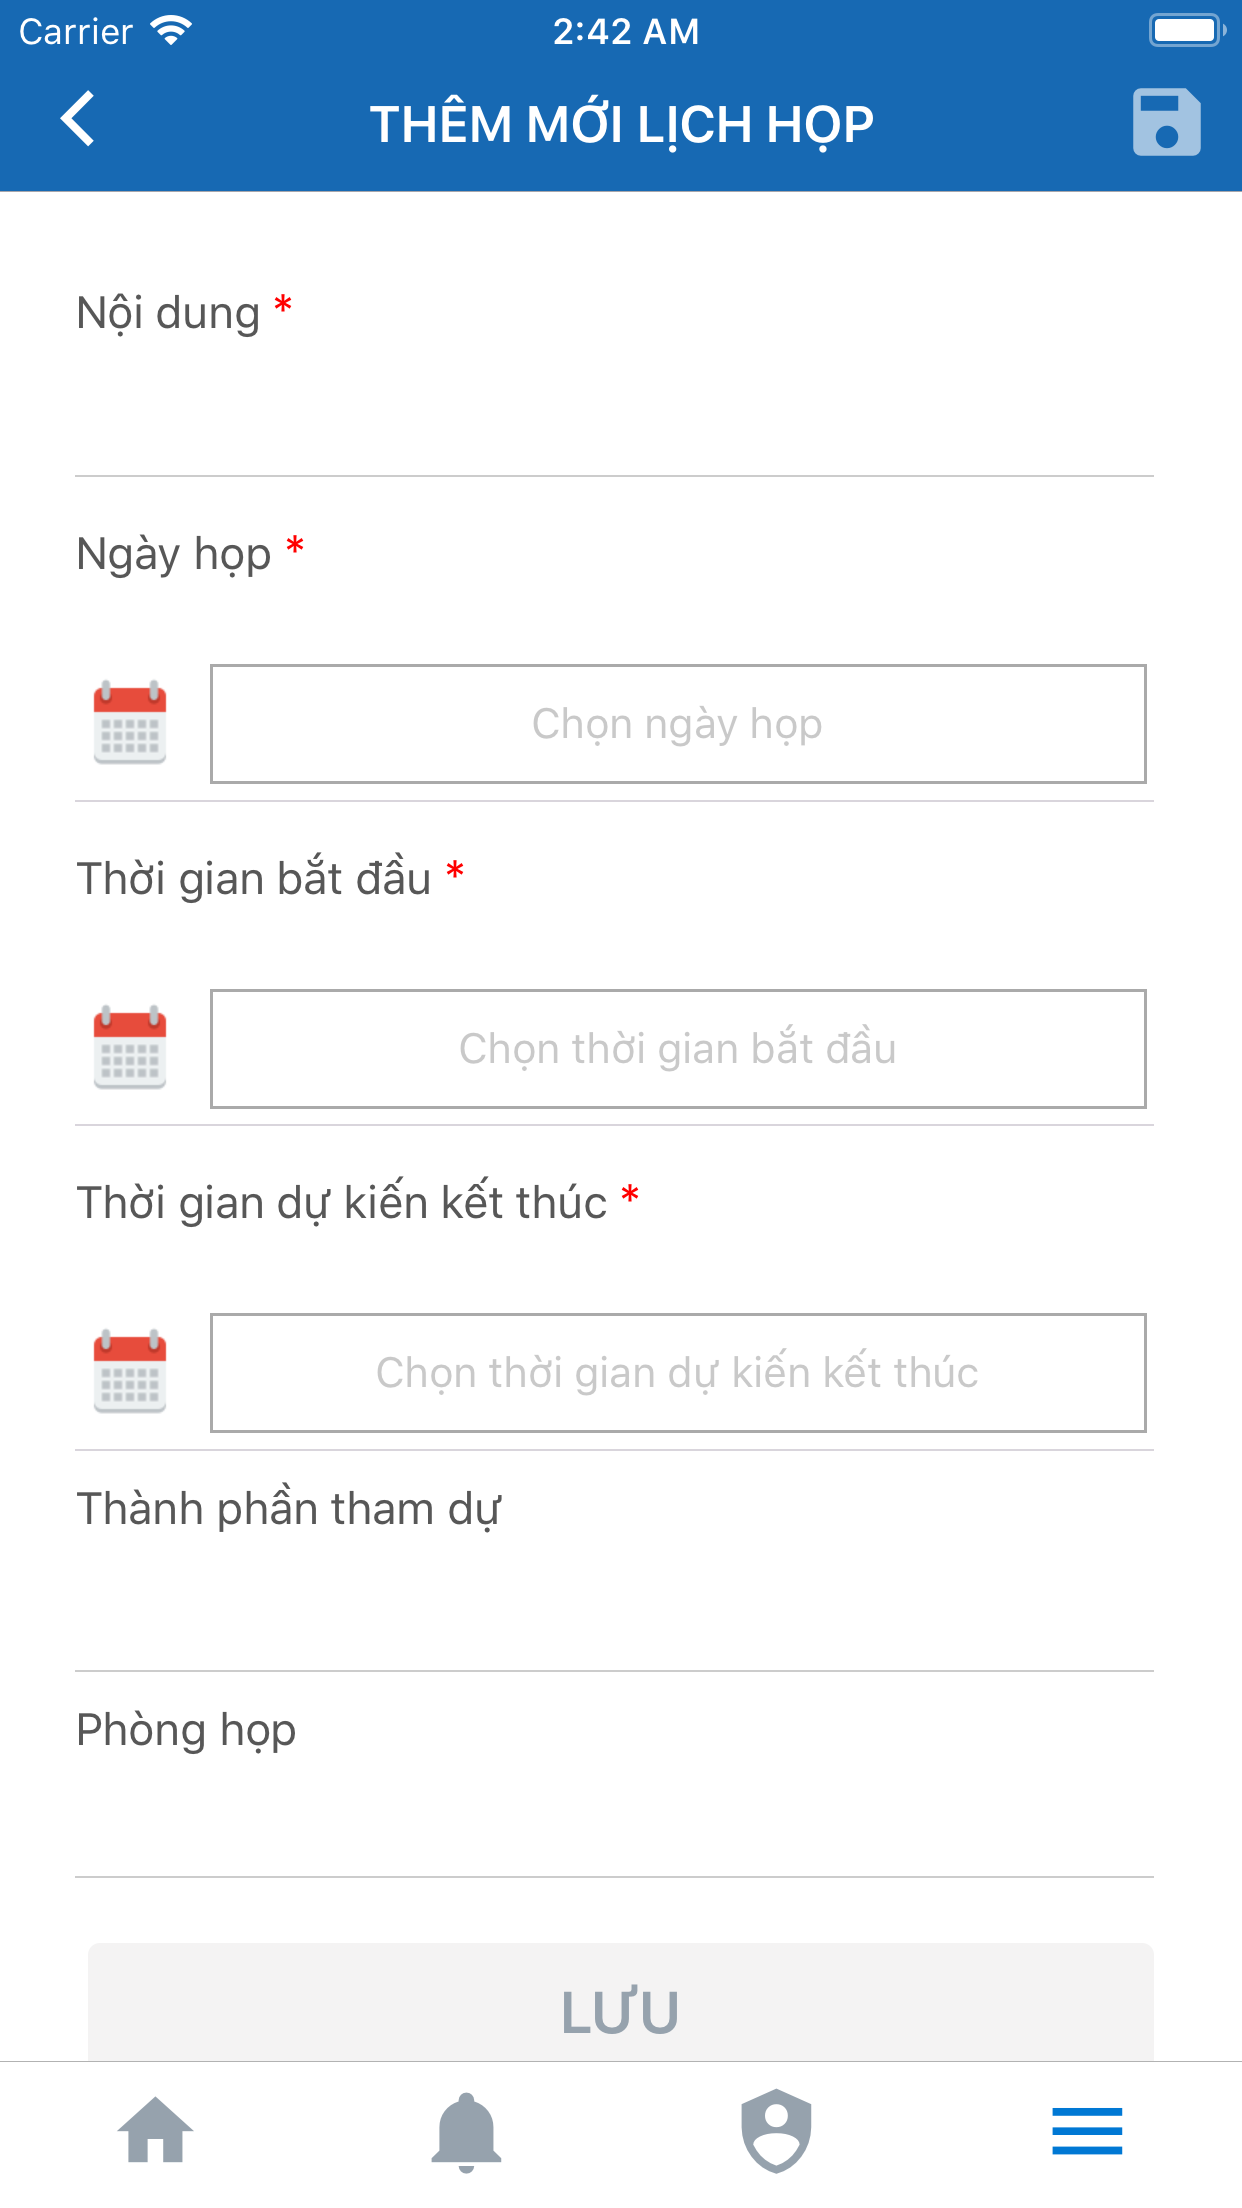 Carrier 2:42 AM
THÊM MỚI LỊCH HỌP
Nội dung *
Ngày họp *
Chọn ngày họp
Thời gian bắt đầu *
Chọn thời gian bắt đầu
Thời gian dự kiến kết thúc *
Chọn thời gian dự kiến kết thúc
Thành phần tham dự
Phòng họp
LƯU